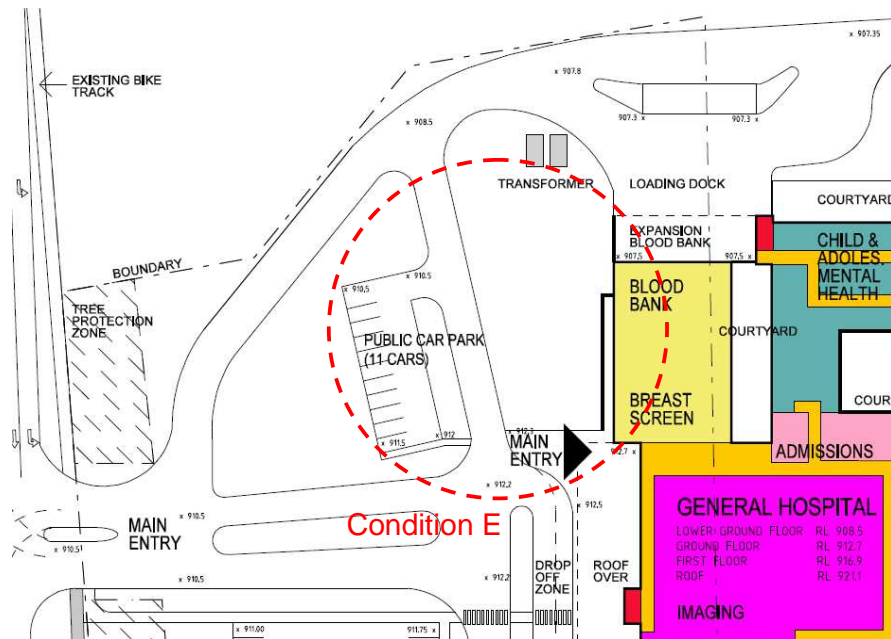 x 907.35
EXISTING BIKE
TRACK
x 907.8
907.3 x
907.3 x
x 908.5
TRANSFORMER
LOADING DOCK
COURTYARD
EXPANSION
BLOOD BANK
CHILD &
ADOLES.
MENTAL
HEALTH
x 907,5
907,5 x
BOUNDARY
x 910.5
x 910,5
BLOOD
BANK
TREE
PROTECTION
ZONE
PUBLIC CAR PARK
(11 CARS)
COURTYARD
BREAST
SCREEN
COUR
x 912,3
x 911,5
x 912
MAIN
ENTRY
912.7 x
ADMISSIONS
x 912,2
x 912,5
GENERAL HOSPITAL
LOWER GROUND FLOOR RL 908.5
GROUND FLOOR RL 912.7
FIRST FLOOR RL 916.9
ROOF RL 921.1
IMAGING
Condition E
x 910.5
MAIN
ENTRY
x 910.5
x 910.5
x 912,2
DROP
OFF
ZONE
ROOF
OVER
x 911.00
911.75 x